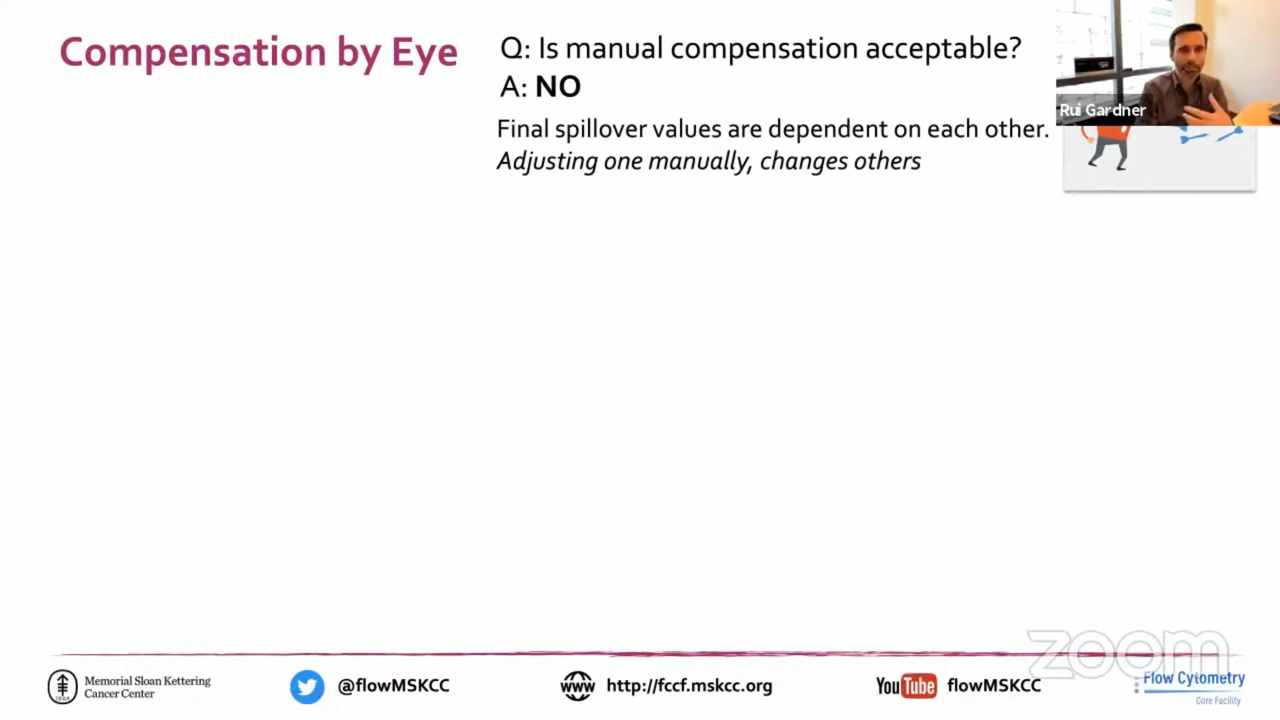 Compensation by Eye
Q: Is manual compensation acceptable?
A: NO
Final spillover values are dependent on each other.
Adjusting one manually, changes others
Rui Gardner
zoom
Memorial Sloan Kettering
Cancer Center
@flowMSKCC
www
http://fccf.mskcc.org
YouTube
flowMSKCC
Flow Cytometry
Core Facility